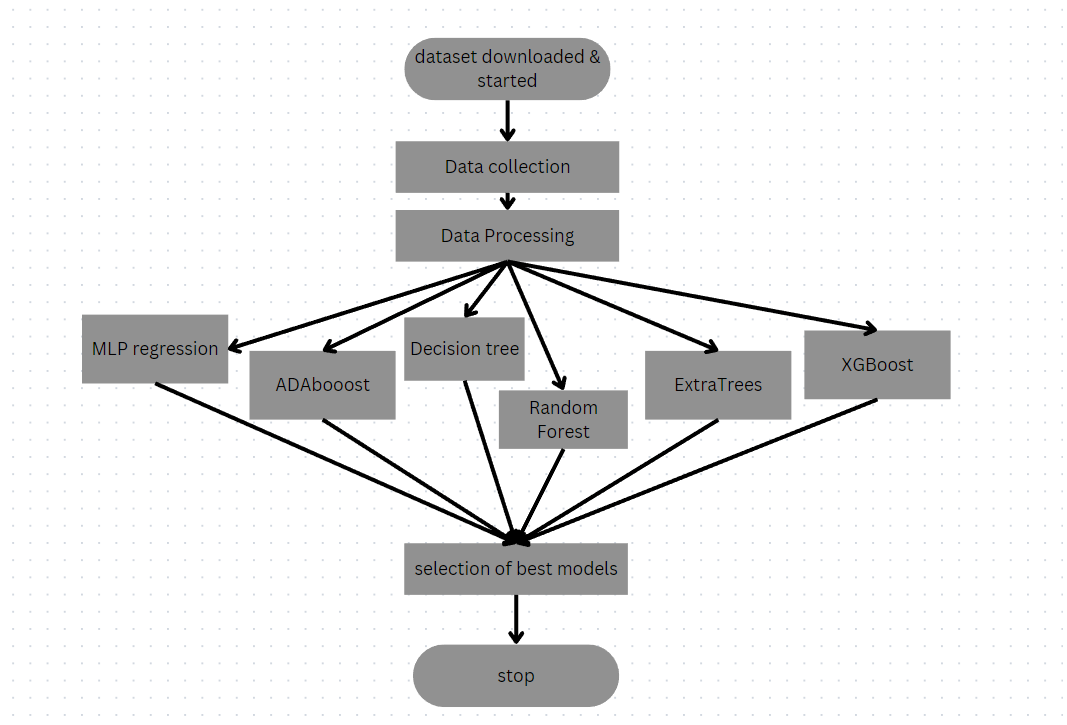 dataset downloaded &
started
Data collection
Data Processing
MLP regression
ADAbooost
Decision tree
Random
Forest
ExtraTrees
XGBoost
selection of best models
stop